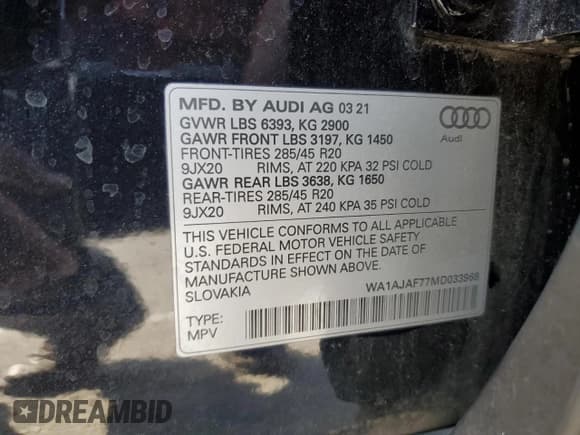 MFD. BY AUDI AG 03 21
GVWR LBS 6393, KG 2900
GAWR FRONT LBS 3197, KG 1450
FRONT-TIRES 285/45 R20
9JX20 RIMS, AT 220 KPA 32 PSI COLD
GAWR REAR LBS 3638, KG 1650
REAR-TIRES 285/45 R20
9JX20 RIMS, AT 240 KPA 35 PSI COLD
Audi
THIS VEHICLE CONFORMS TO ALL APPLICABLE
U.S. FEDERAL MOTOR VEHICLE SAFETY
STANDARDS IN EFFECT ON THE DATE OF
MANUFACTURE SHOWN ABOVE.
SLOVAKIA
WA1AJAF77MD033968
TYPE:
MPV
DREAMBID